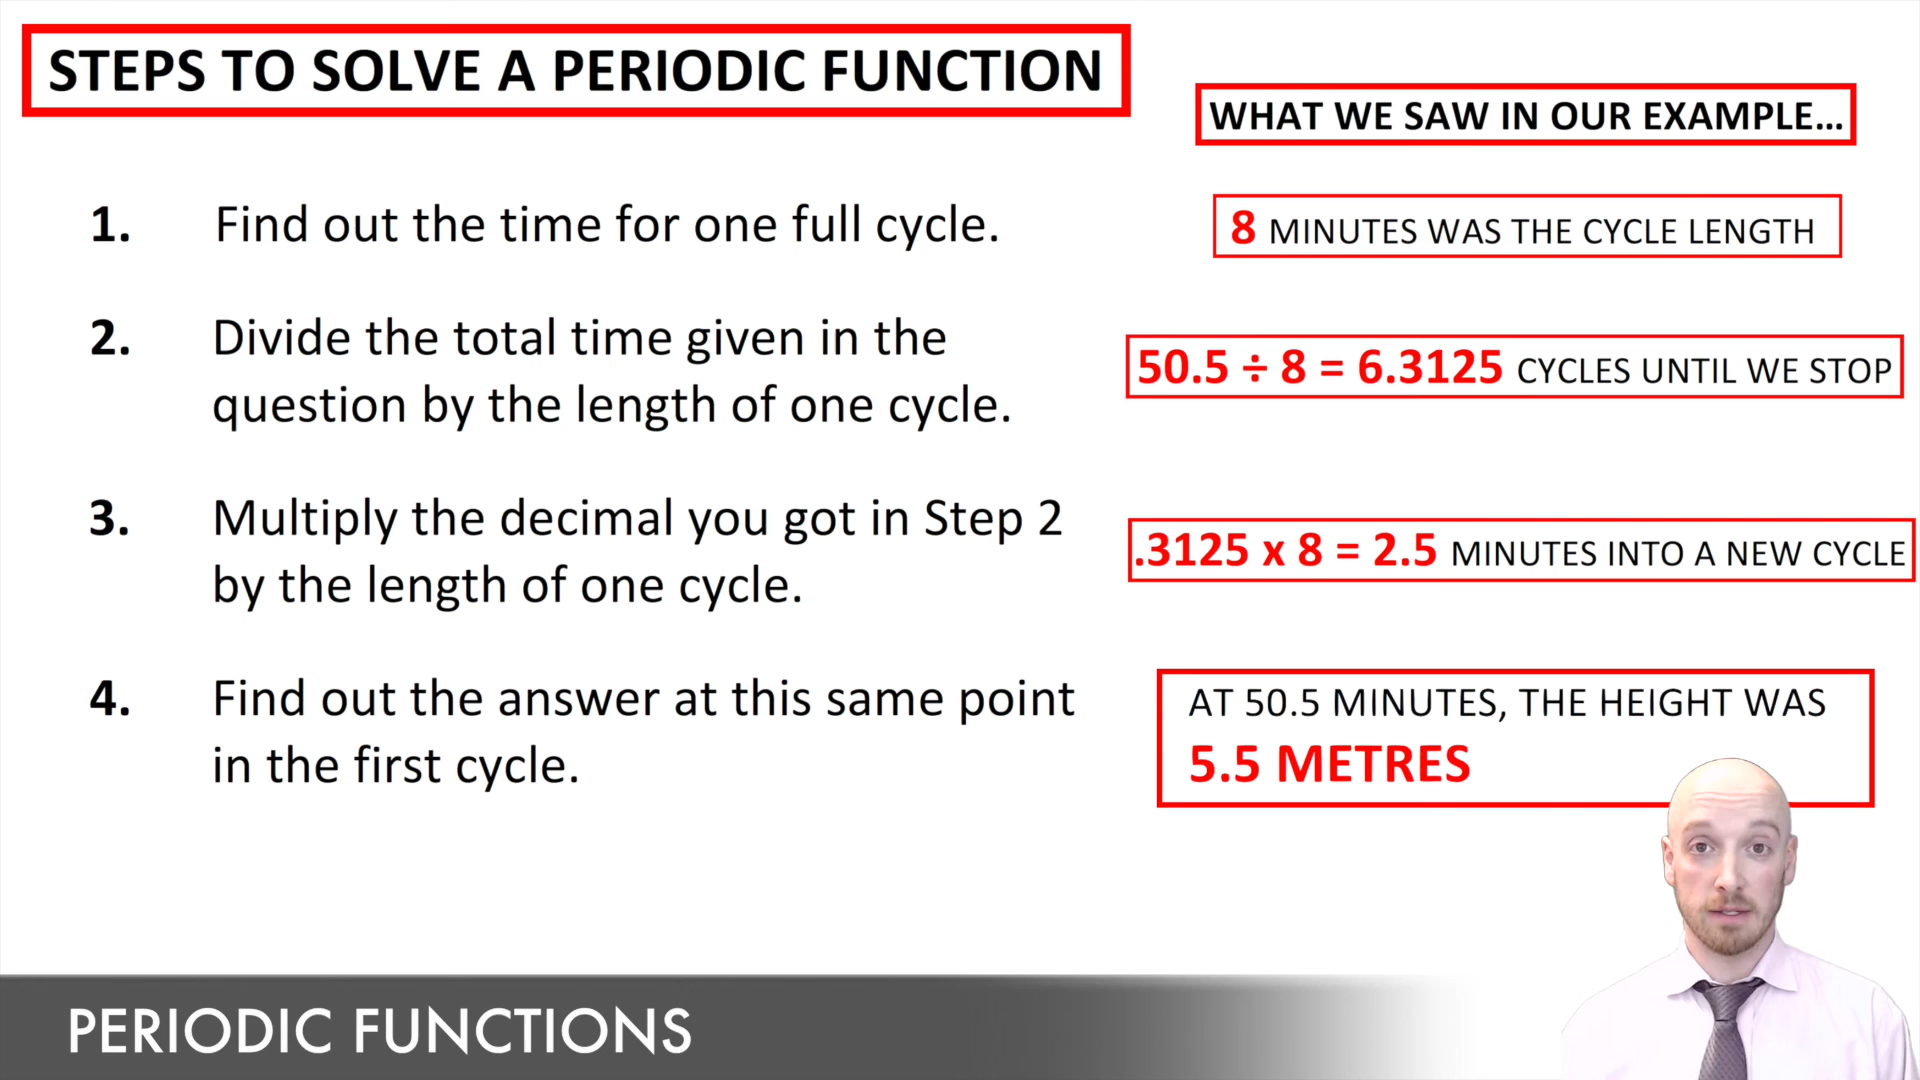 STEPS TO SOLVE A PERIODIC FUNCTION
WHAT WE SAW IN OUR EXAMPLE...
1. Find out the time for one full cycle.
8 MINUTES WAS THE CYCLE LENGTH
2. Divide the total time given in the
question by the length of one cycle.
50.5 ÷ 8 = 6.3125 CYCLES UNTIL WE STOP
3. Multiply the decimal you got in Step 2
by the length of one cycle.
.3125 x 8 = 2.5 MINUTES INTO A NEW CYCLE
4. Find out the answer at this same point
in the first cycle.
AT 50.5 MINUTES, THE HEIGHT WAS
5.5 METRES
PERIODIC FUNCTIONS